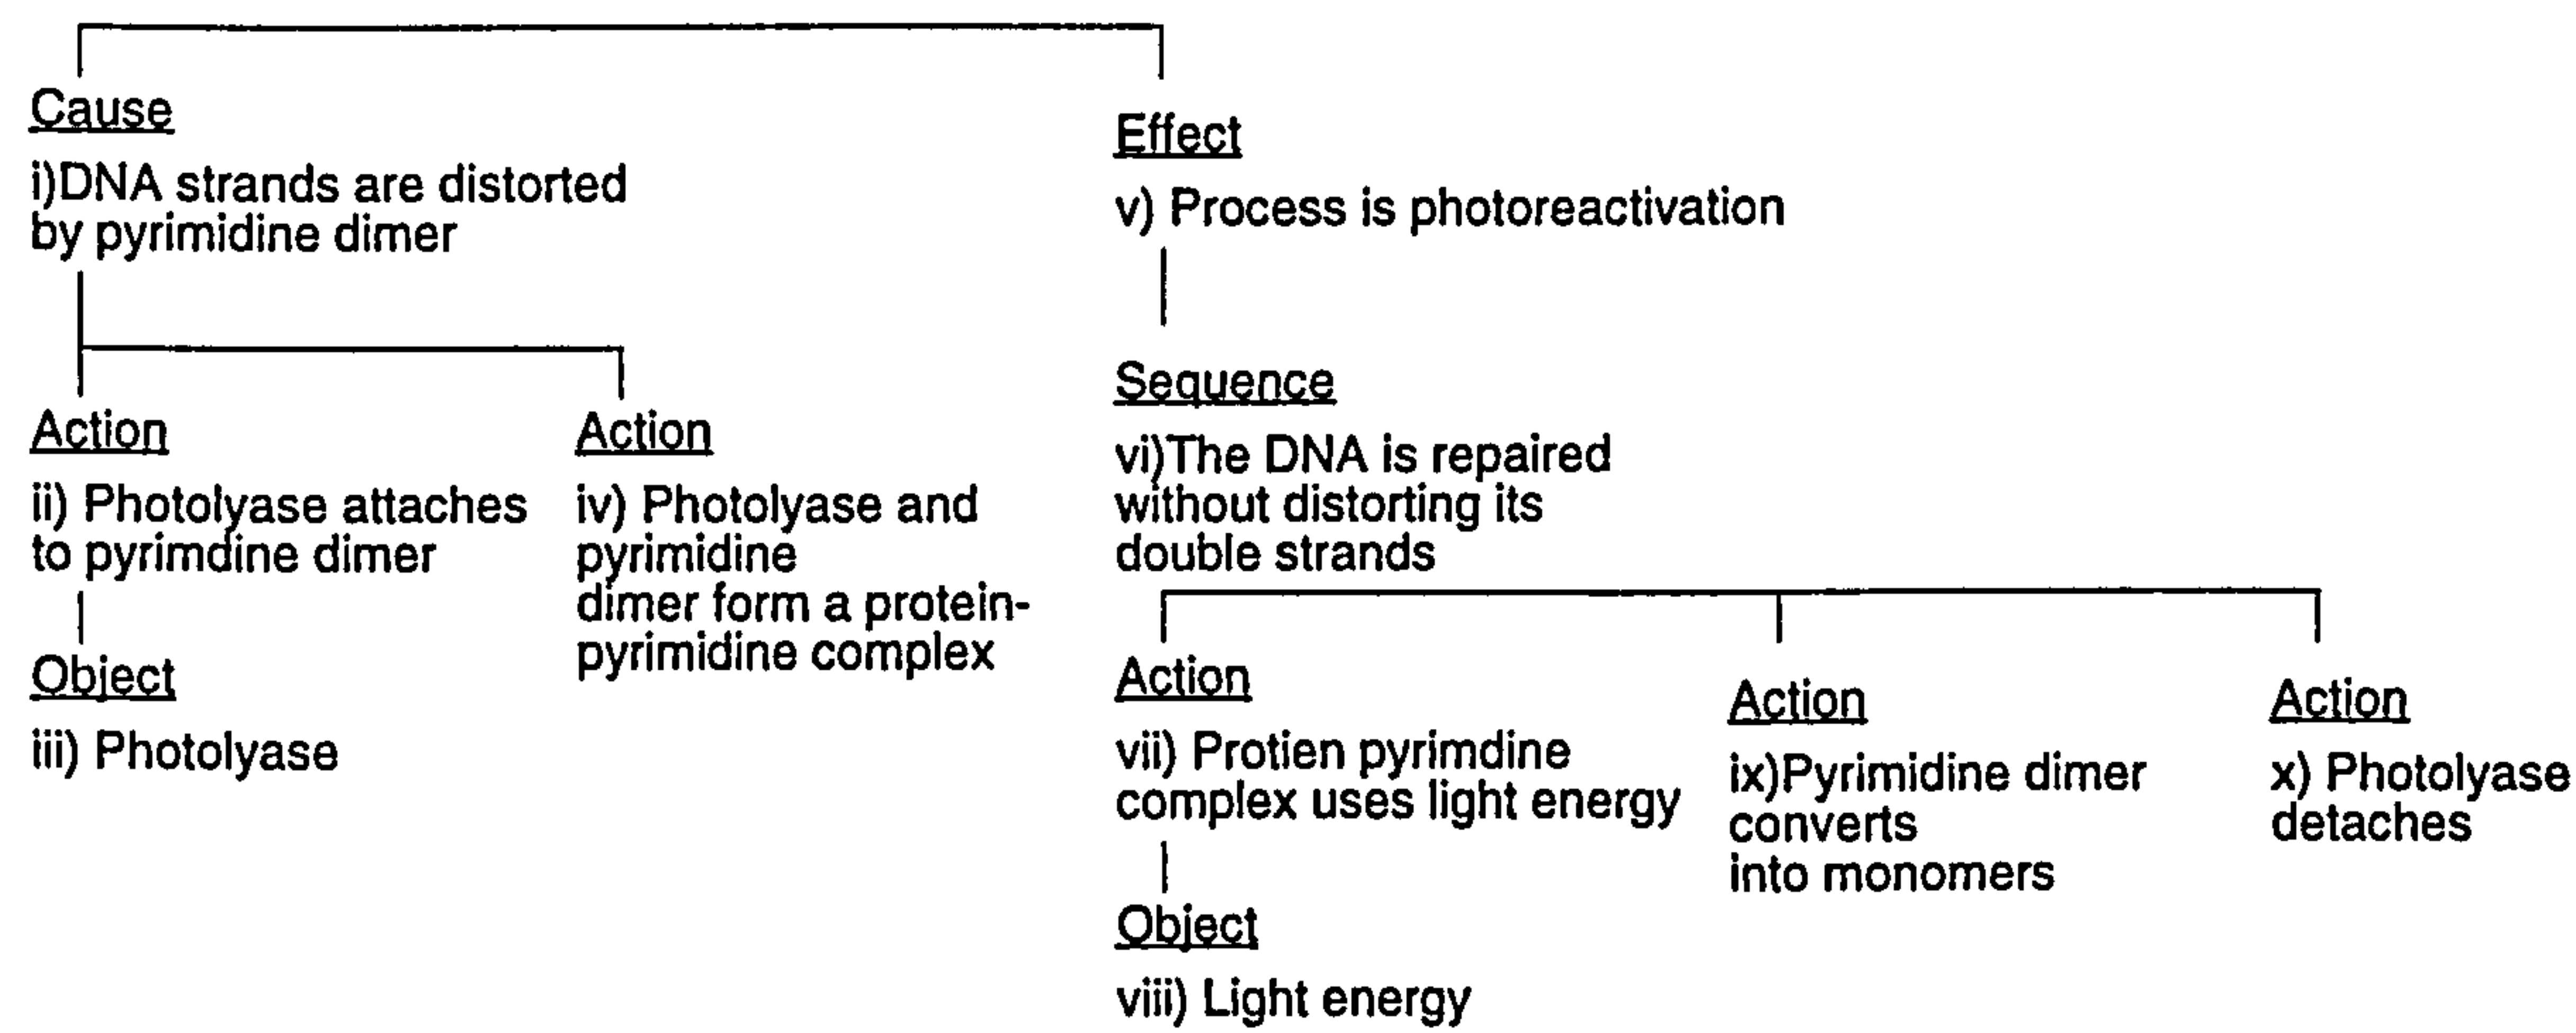 Cause
i)DNA strands are distorted
by pyrimidine dimer
Action
ii) Photolyase attaches
to pyrimdine dimer
Object
iii) Photolyase
Action
iv) Photolyase and
pyrimidine
dimer form a protein-
pyrimidine complex
Effect
v) Process is photoreactivation
Sequence
vi)The DNA is repaired
without distorting its
double strands
Action
vii) Protien pyrimdine
complex uses light energy
Object
viii) Light energy
Action
ix)Pyrimidine dimer
converts
into monomers
Action
x) Photolyase
detaches